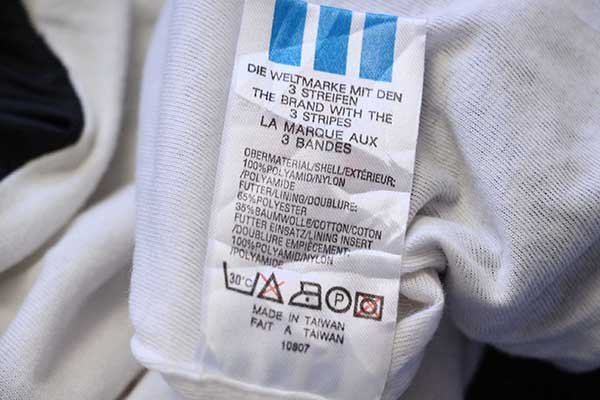 DIE WELTMARKE MIT DEN
3 STREIFEN
THE BRAND WITH THE
3 STRIPES
LA MARQUE AUX
3 BANDES
OBERMATERIAL/SHELL/EXTÉRIEUR:
100%POLYAMID/NYLON
/POLYAMIDE
FUTTER/LINING/DOUBLURE:
65%POLYESTER
35%BAUMWOLLE/COTTON/COTON
FUTTER EINSATZ/LINING INSERT
/DOUBLURE EMPIECEMENT:
100%POLYAMID/NYLON
/POLYAMIDE
30°C P
MADE IN TAIWAN
FAIT A TAIWAN
10807